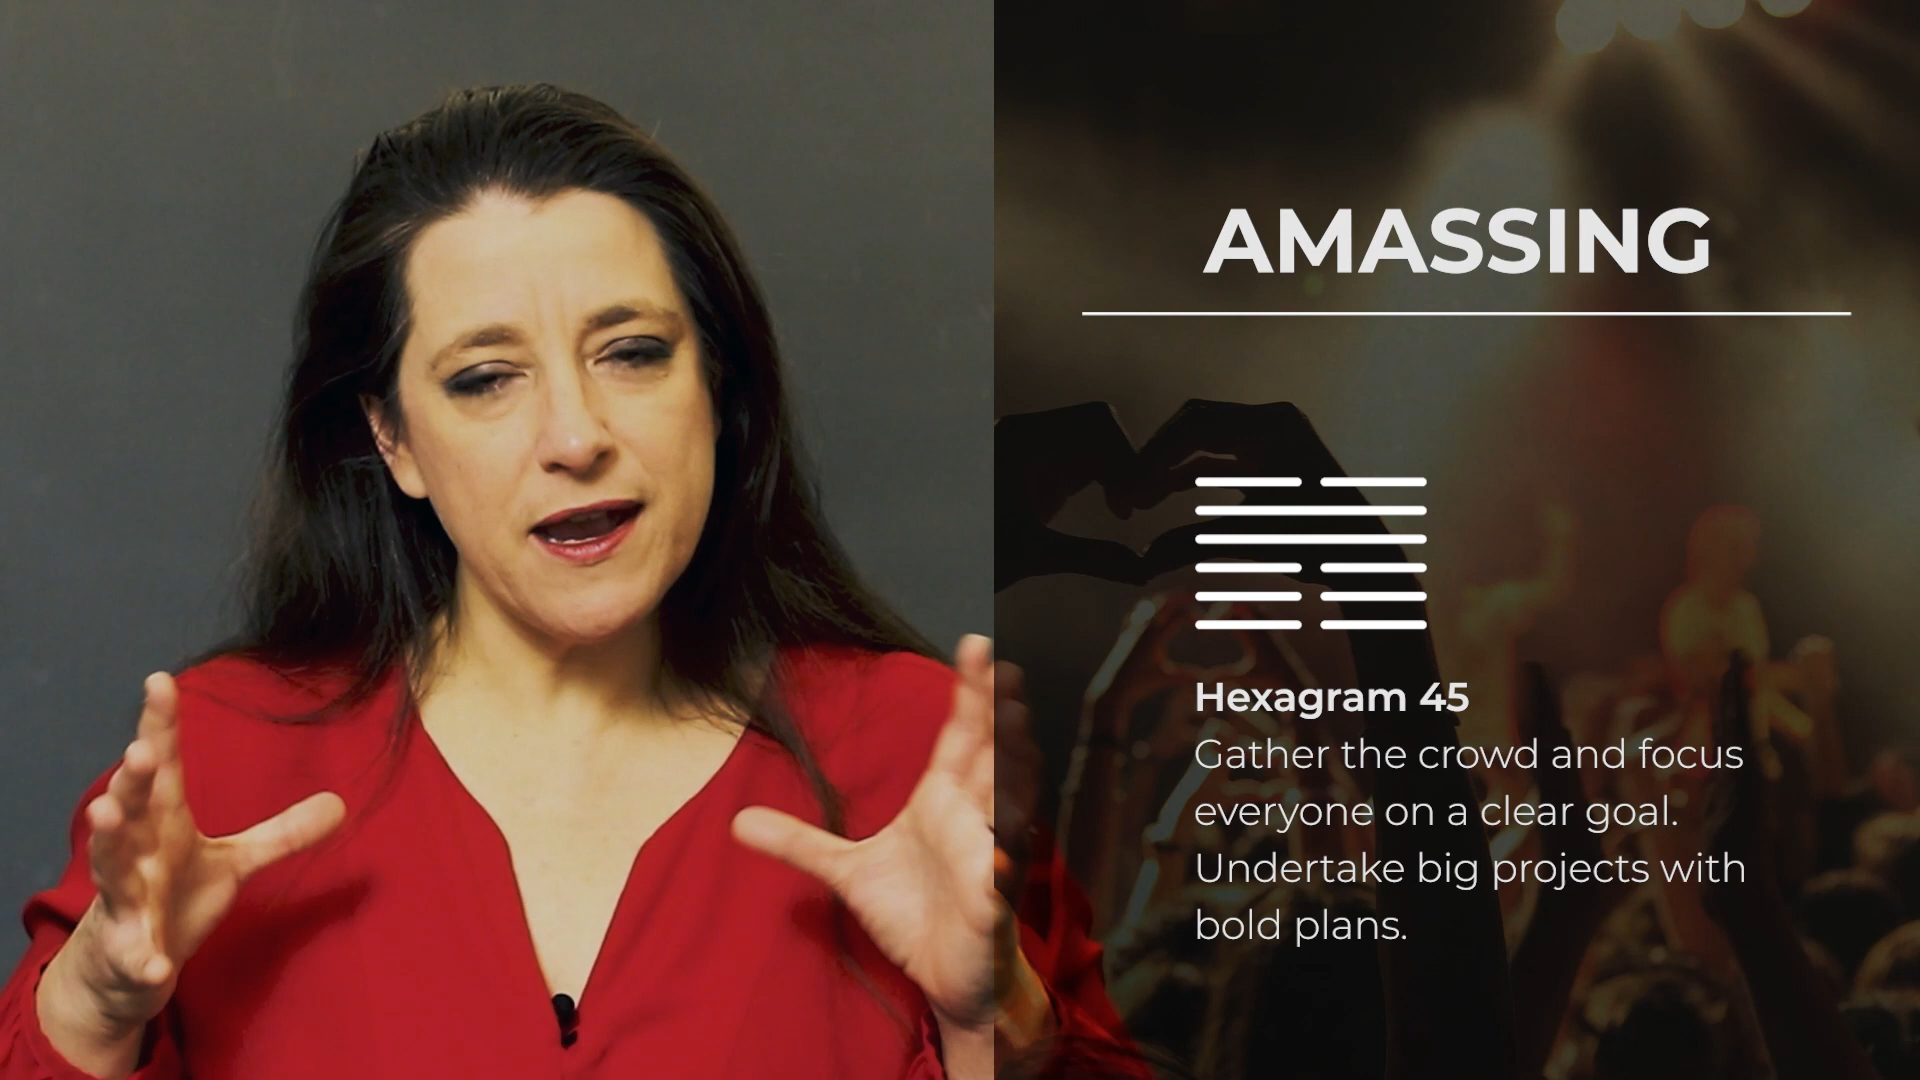 AMASSING
Hexagram 45
Gather the crowd and focus
everyone on a clear goal.
Undertake big projects with
bold plans.